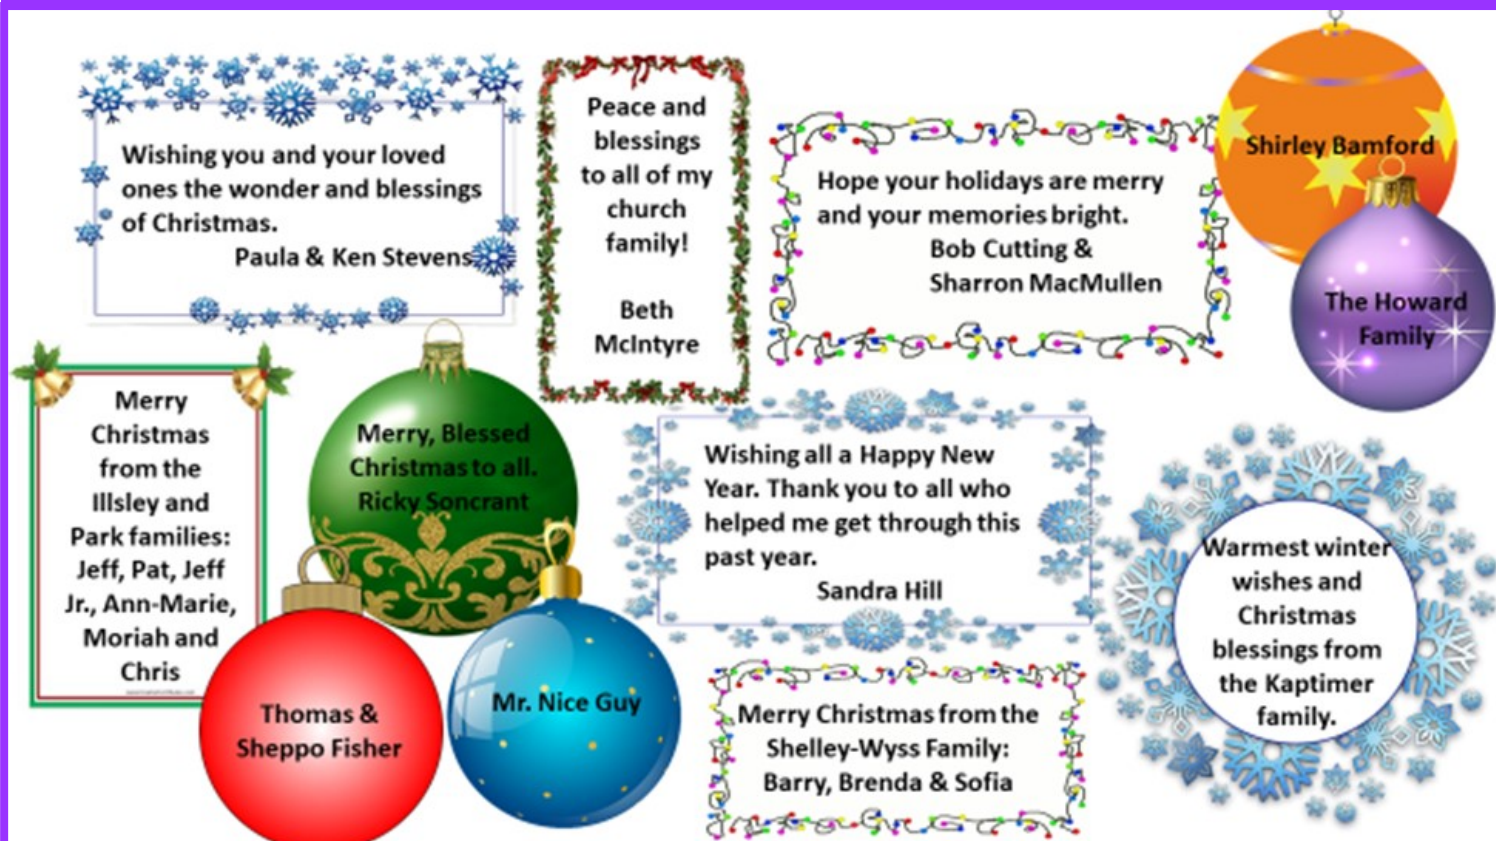 Wishing you and your loved
ones the wonder and blessings
of Christmas.
Paula & Ken Stevens
Peace and
blessings
to all of my
church
family!
Beth
McIntyre
Hope your holidays are merry
and your memories bright.
Bob Cutting &
Sharron MacMullen
Shirley Bamford
The Howard
Family
Merry
Christmas
from the
Illsley and
Park families:
Jeff, Pat, Jeff
Jr., Ann-Marie,
Moriah and
Chris
Merry, Blessed
Christmas to all.
Ricky Soncrant
Wishing all a Happy New
Year. Thank you to all who
helped me get through this
past year.
Sandra Hill
Warmest winter
wishes and
Christmas
blessings from
the Kaptimer
family.
Thomas &
Sheppo Fisher
Mr. Nice Guy
Merry Christmas from the
Shelley-Wyss Family:
Barry, Brenda & Sofia